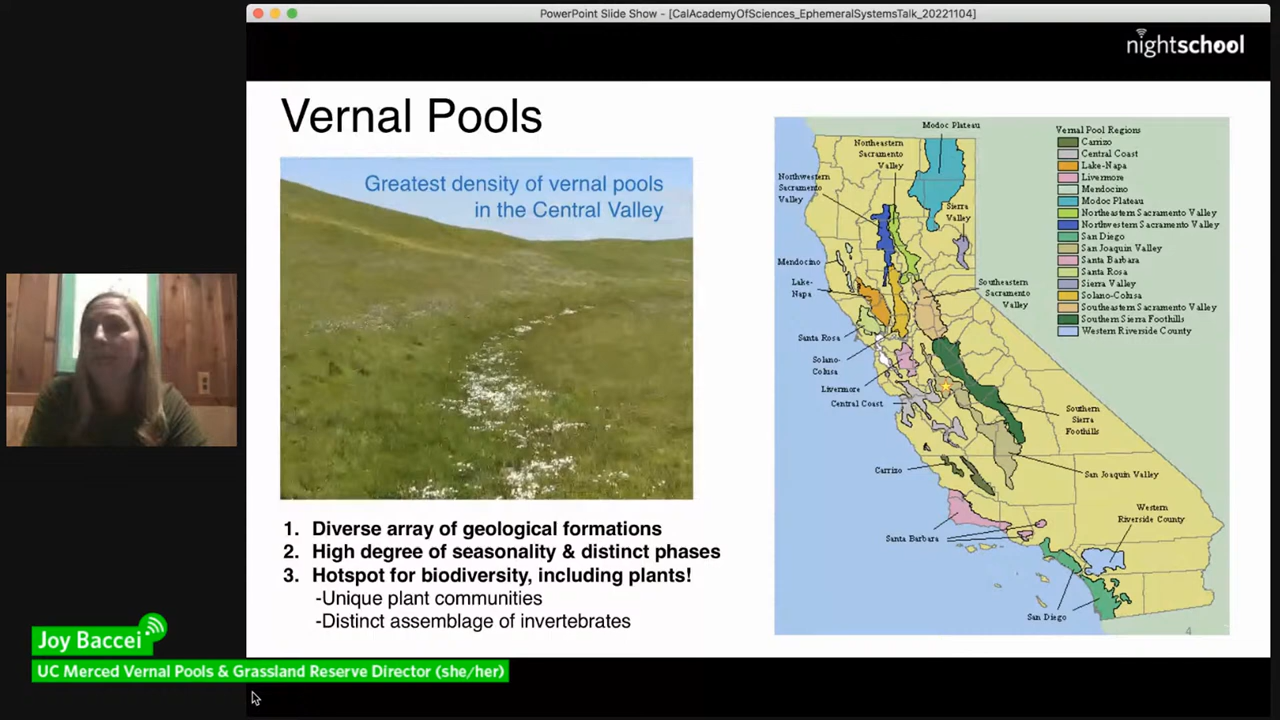 PowerPoint Slide Show - [CalAcademyOfSciences_EphemeralSystemsTalk_20221104]
nightschool
Vernal Pools
Greatest density of vernal pools
in the Central Valley
1. Diverse array of geological formations
2. High degree of seasonality & distinct phases
3. Hotspot for biodiversity, including plants!
-Unique plant communities
-Distinct assemblage of invertebrates
Modoc Plateau
Northeastern
Sacramento
Valley
Northwestern
Sacramento
Valley
Sierra
Valley
Mendocino
Lake-
Napa
Southeastern
Sacramento
Valley
Santa Rosa
Solano-
Colusa
Livermore
Central Coast
Southern
Sierra
Foothills
Carrizo
San Joaquin Valley
Western
Riverside County
Santa Barbara
San Diego
Vernal Pool Regions
Carrizo
Central Coast
Lake-Napa
Livermore
Mendocino
Modoc Plateau
Northeastern Sacramento Valley
Northwestern Sacramento Valley
San Diego
San Joaquin Valley
Santa Barbara
Santa Rosa
Sierra Valley
Solano-Colusa
Southeastern Sacramento Valley
Southern Sierra Foothills
Western Riverside County
4
Joy Baccei
UC Merced Vernal Pools & Grassland Reserve Director (she/her)